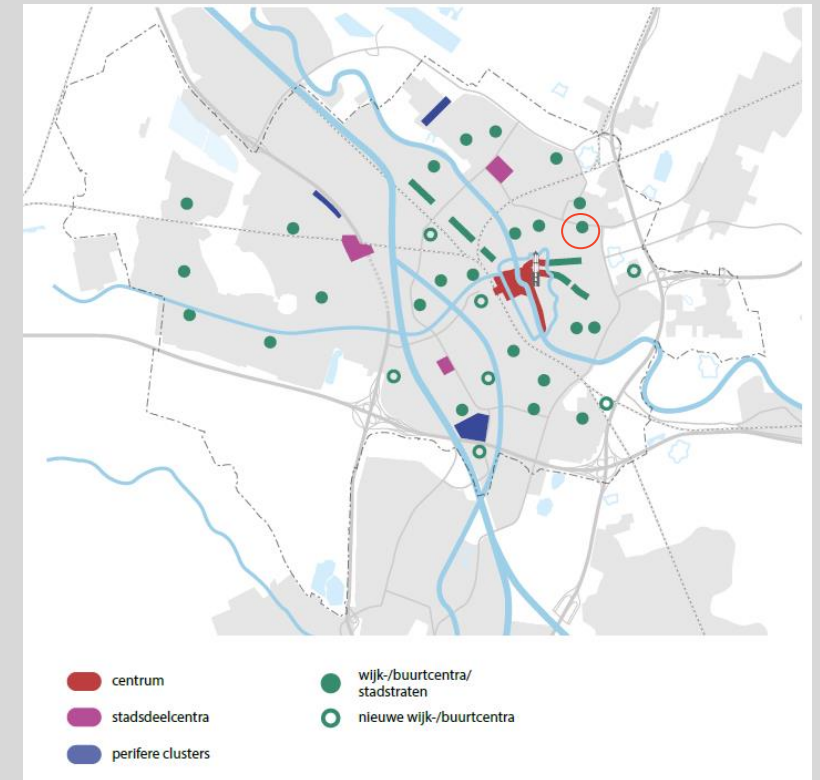 centrum
stadsdeelcentra
perifere clusters
wijk-/buurtcentra/
stadstraten
nieuwe wijk-/buurtcentra